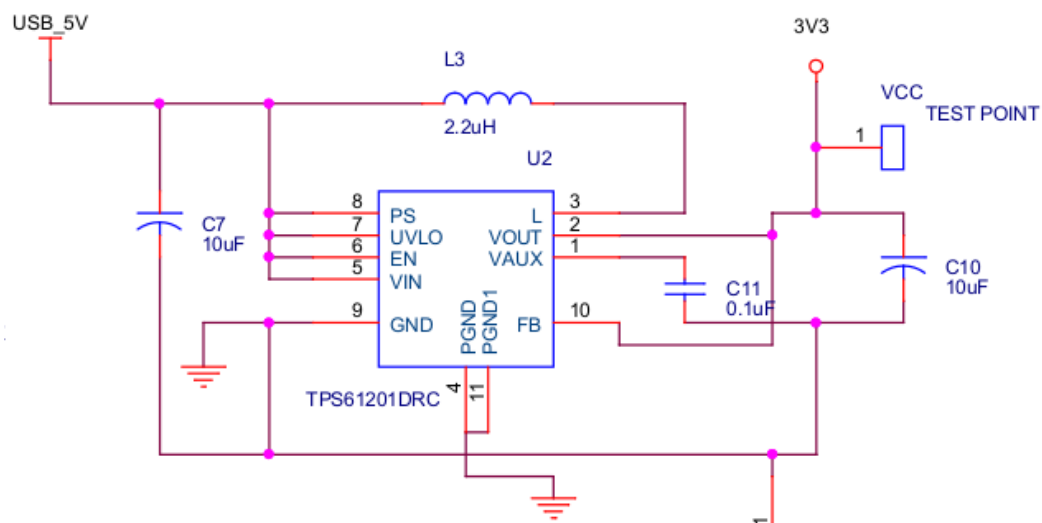 USB_5V
3V3
L3
VCC
TEST POINT
2.2uH
1
U2
8
PS
L
3
7
UVLO
VOUT
2
6
EN
VAUX
1
5
VIN
C7
10uF
C11
0.1uF
C10
10uF
9
GND
PGND
PGND1
FB
10
4
11
TPS61201DRC
1